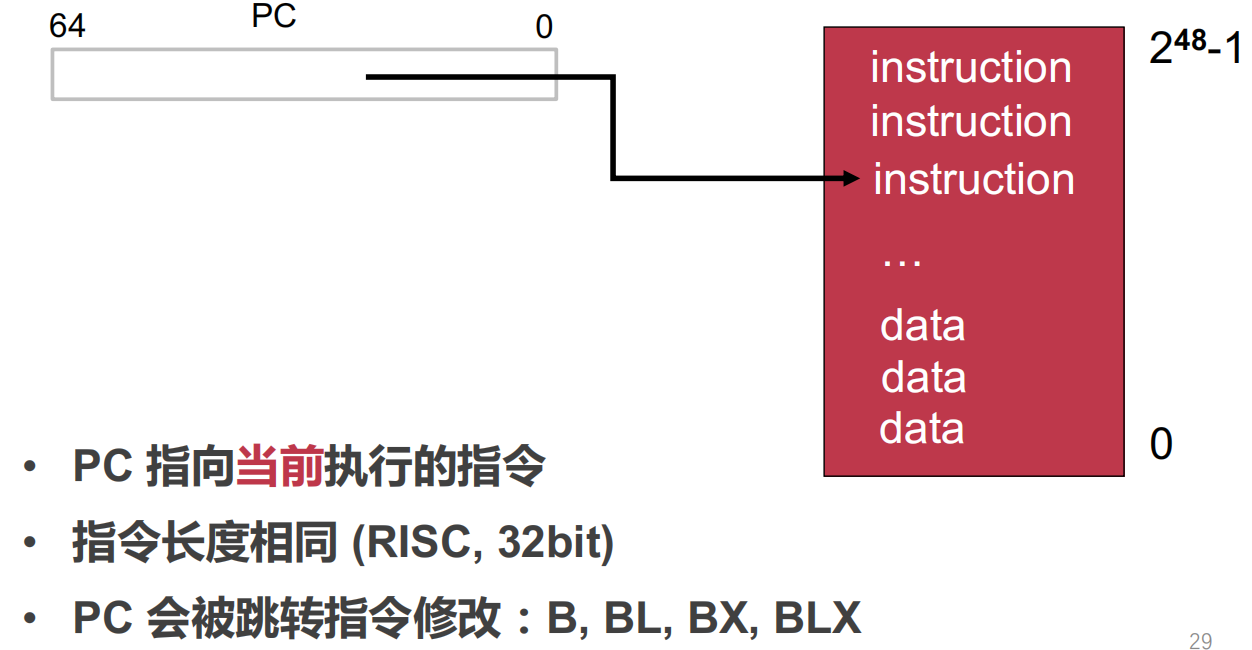 64 PC 0
2⁴⁸-1
instruction
instruction
instruction
…
data
data
data
0
• PC 指向当前执行的指令
• 指令长度相同 (RISC, 32bit)
• PC 会被跳转指令修改：B, BL, BX, BLX
29